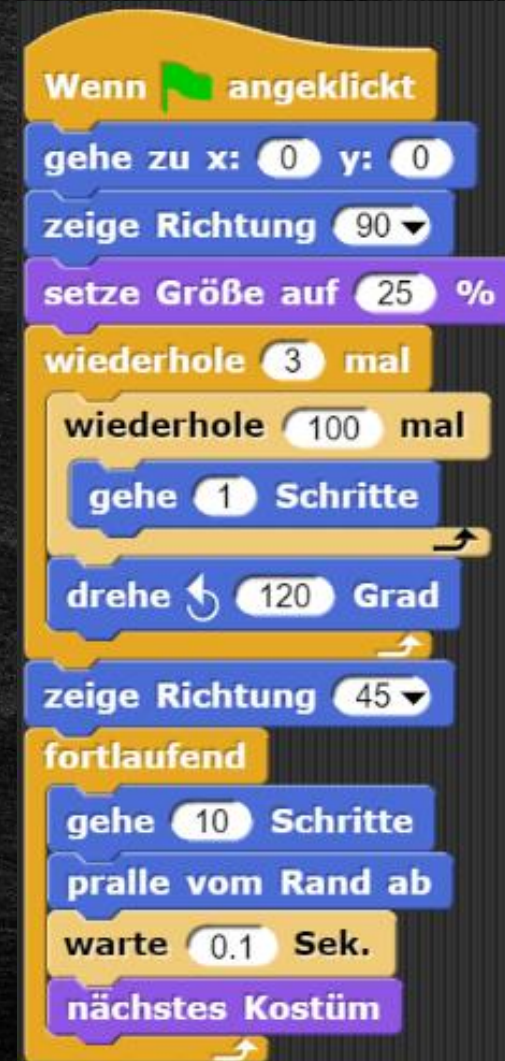 Wenn angeklickt
gehe zu x: 0 y: 0
zeige Richtung 90
setze Größe auf 25 %
wiederhole 3 mal
wiederhole 100 mal
gehe 1 Schritte
drehe 120 Grad
zeige Richtung 45
fortlaufend
gehe 10 Schritte
pralle vom Rand ab
warte 0.1 Sek.
nächstes Kostüm